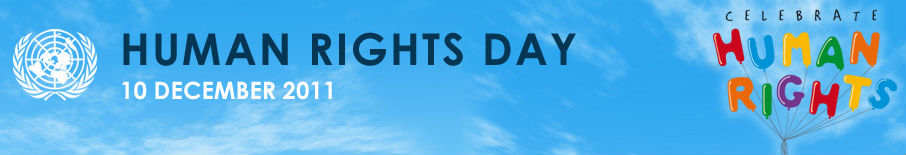 HUMAN RIGHTS DAY
10 DECEMBER 2011
CELEBRATE
HUMAN
RIGHTS